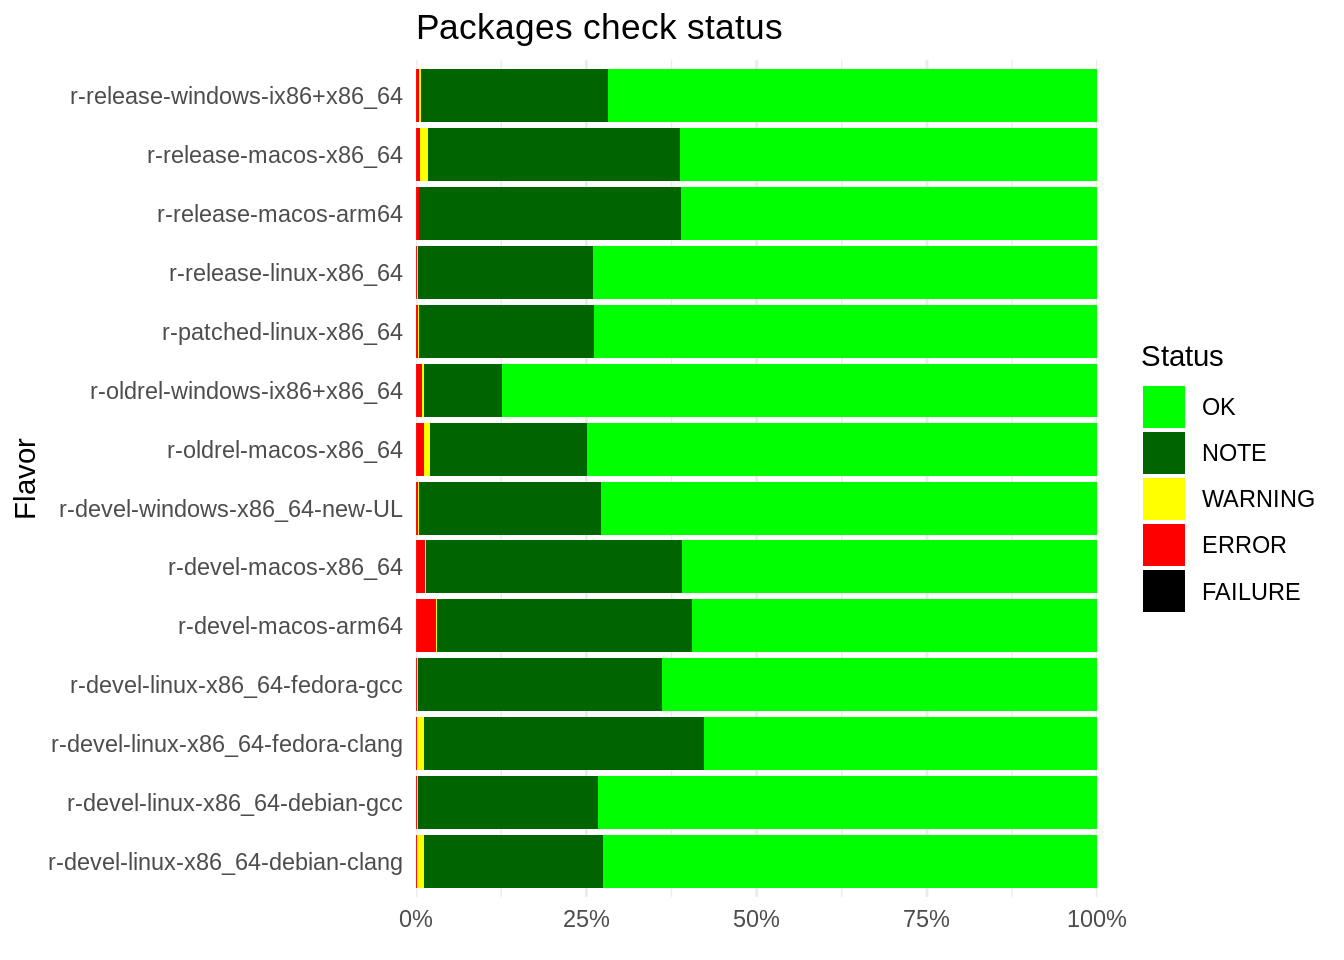 Packages check status
Flavor
r-release-windows-ix86+x86_64
r-release-macos-x86_64
r-release-macos-arm64
r-release-linux-x86_64
r-patched-linux-x86_64
r-oldrel-windows-ix86+x86_64
r-oldrel-macos-x86_64
r-devel-windows-x86_64-new-UL
r-devel-macos-x86_64
r-devel-macos-arm64
r-devel-linux-x86_64-fedora-gcc
r-devel-linux-x86_64-fedora-clang
r-devel-linux-x86_64-debian-gcc
r-devel-linux-x86_64-debian-clang
0% 25% 50% 75% 100%
Status
OK
NOTE
WARNING
ERROR
FAILURE